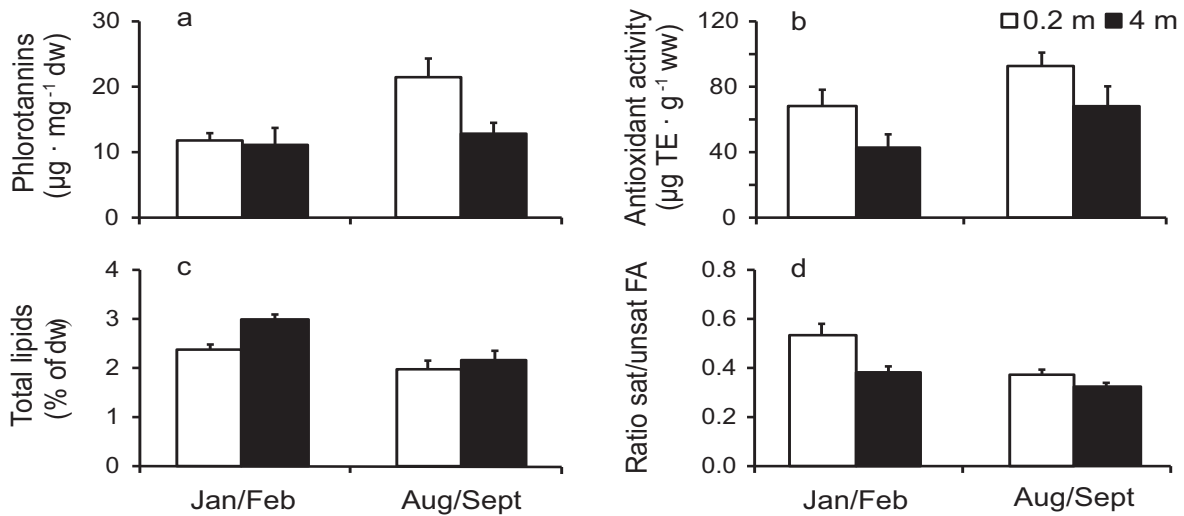 a
Phlorotannins
(µg · mg⁻¹ dw)
30
20
10
0
b
0.2 m
4 m
Antioxidant activity
(µg TE · g⁻¹ ww)
120
80
40
0
c
Total lipids
(% of dw)
4
3
2
1
0
Jan/Feb
Aug/Sept
d
Ratio sat/unsat FA
0.8
0.6
0.4
0.2
0.0
Jan/Feb
Aug/Sept